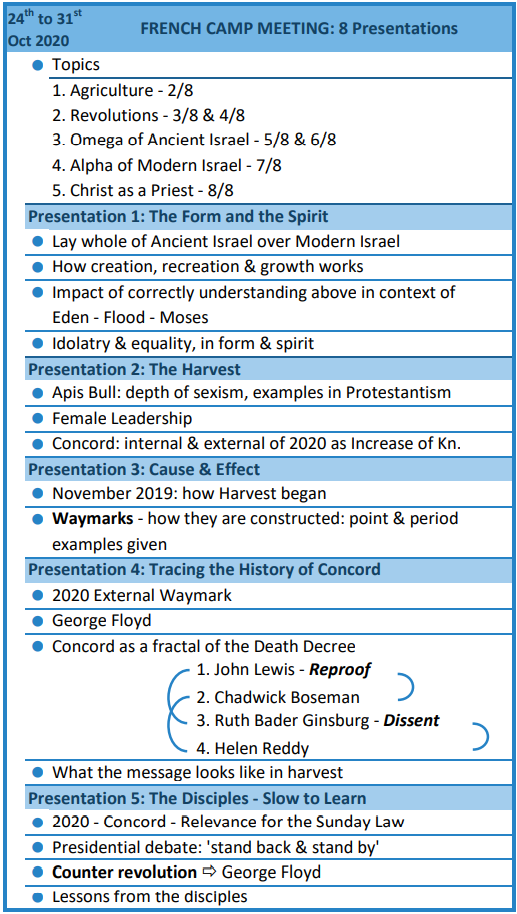 24th to 31st
Oct 2020
FRENCH CAMP MEETING: 8 Presentations
Topics
1. Agriculture - 2/8
2. Revolutions - 3/8 & 4/8
3. Omega of Ancient Israel - 5/8 & 6/8
4. Alpha of Modern Israel - 7/8
5. Christ as a Priest - 8/8
Presentation 1: The Form and the Spirit
Lay whole of Ancient Israel over Modern Israel
How creation, recreation & growth works
Impact of correctly understanding above in context of
Eden - Flood - Moses
Idolatry & equality, in form & spirit
Presentation 2: The Harvest
Apis Bull: depth of sexism, examples in Protestantism
Female Leadership
Concord: internal & external of 2020 as Increase of Kn.
Presentation 3: Cause & Effect
November 2019: how Harvest began
Waymarks - how they are constructed: point & period
examples given
Presentation 4: Tracing the History of Concord
2020 External Waymark
George Floyd
Concord as a fractal of the Death Decree
1. John Lewis - Reproof
2. Chadwick Boseman
3. Ruth Bader Ginsburg - Dissent
4. Helen Reddy
What the message looks like in harvest
Presentation 5: The Disciples - Slow to Learn
2020 - Concord - Relevance for the Sunday Law
Presidential debate: 'stand back & stand by'
Counter revolution ⇨ George Floyd
Lessons from the disciples